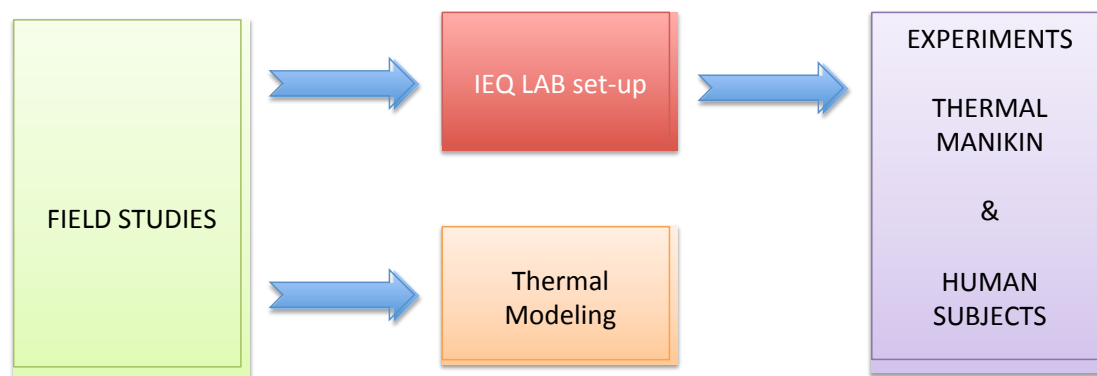 FIELD STUDIES
IEQ LAB set-up
Thermal
Modeling
EXPERIMENTS
THERMAL
MANIKIN
&
HUMAN
SUBJECTS